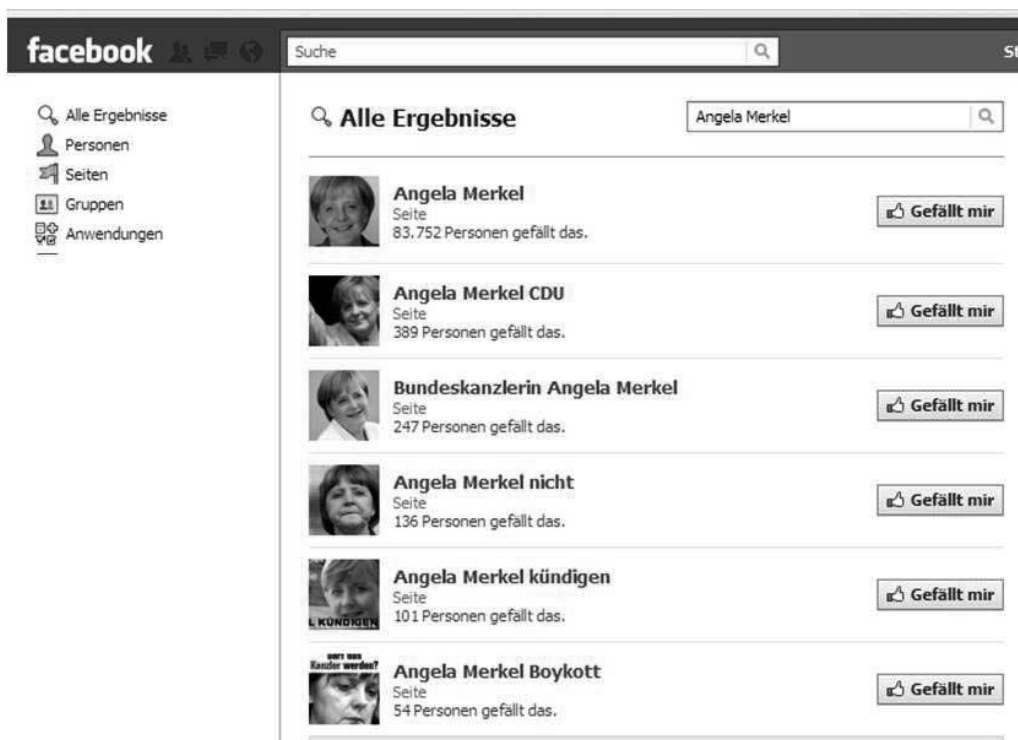 facebook
Suche
St
Alle Ergebnisse
Personen
Seiten
Gruppen
Anwendungen
Alle Ergebnisse
Angela Merkel
Angela Merkel
Seite
83.752 Personen gefällt das.
Gefällt mir
Angela Merkel CDU
Seite
389 Personen gefällt das.
Gefällt mir
Bundeskanzlerin Angela Merkel
Seite
247 Personen gefällt das.
Gefällt mir
Angela Merkel nicht
Seite
136 Personen gefällt das.
Gefällt mir
L KÜNDIGEN
Angela Merkel kündigen
Seite
101 Personen gefällt das.
Gefällt mir
werden?
Angela Merkel Boykott
Seite
54 Personen gefällt das.
Gefällt mir